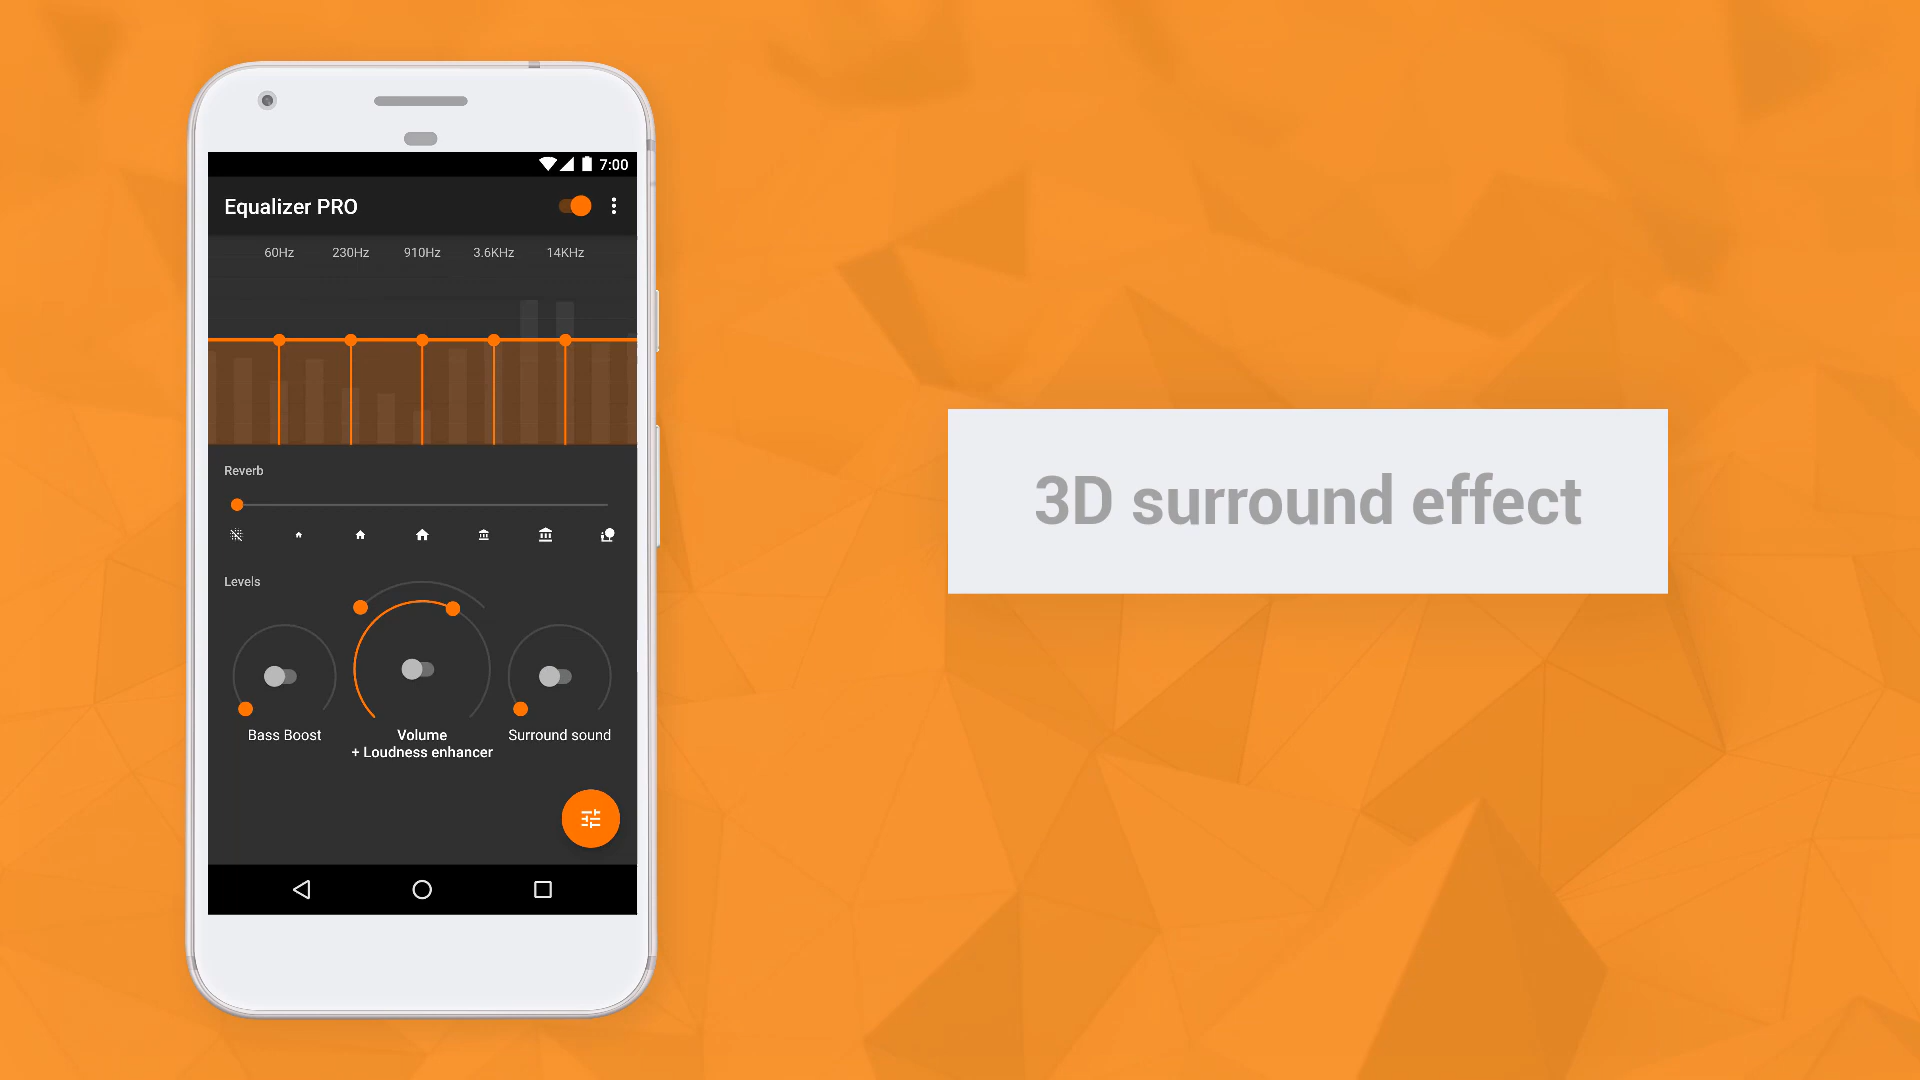 7:00
Equalizer PRO
60Hz 230Hz 910Hz 3.6KHz 14KHz
Reverb
Levels
Bass Boost
Volume
+ Loudness enhancer
Surround sound
3D surround effect